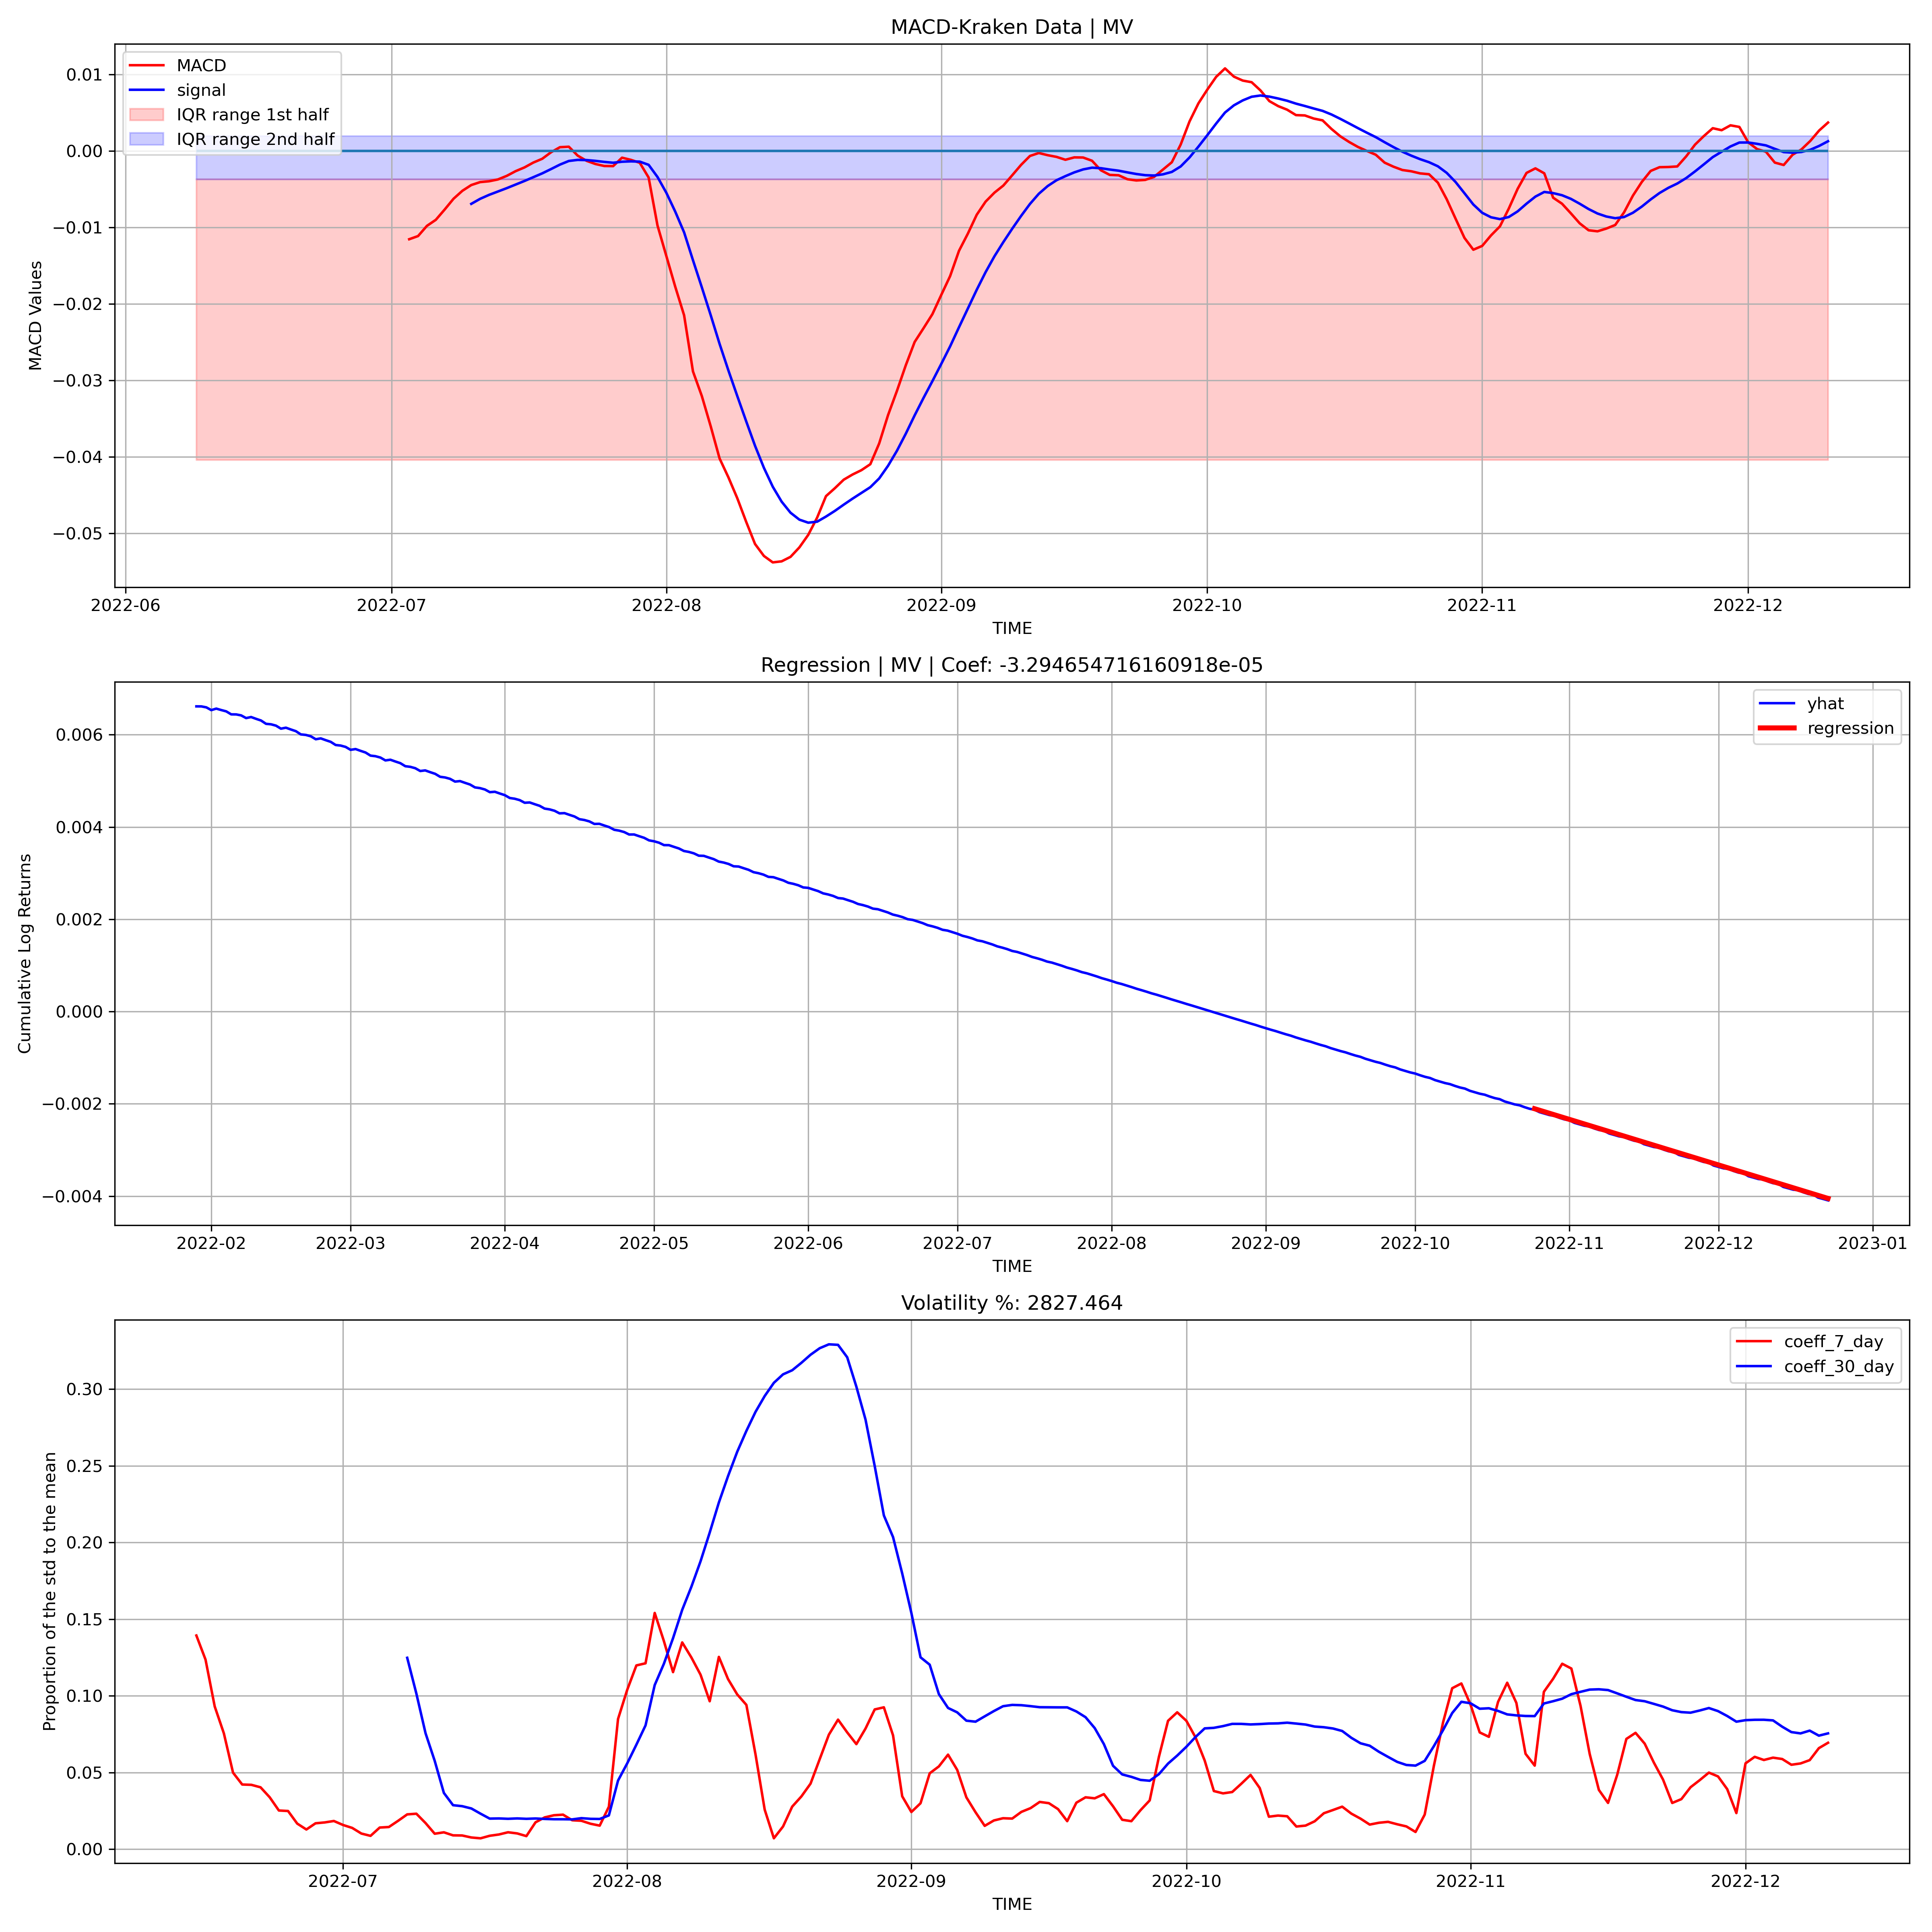 MACD-Kraken Data | MV
MACD
signal
IQR range 1st half
IQR range 2nd half
0.01
0.00
−0.01
−0.02
−0.03
−0.04
−0.05
MACD Values
2022-06 2022-07 2022-08 2022-09 2022-10 2022-11 2022-12
TIME
Regression | MV | Coef: -3.294654716160918e-05
yhat
regression
0.006
0.004
0.002
0.000
−0.002
−0.004
Cumulative Log Returns
2022-02 2022-03 2022-04 2022-05 2022-06 2022-07 2022-08 2022-09 2022-10 2022-11 2022-12 2023-01
TIME
Volatility %: 2827.464
coeff_7_day
coeff_30_day
0.30
0.25
0.20
0.15
0.10
0.05
0.00
Proportion of the std to the mean
2022-07 2022-08 2022-09 2022-10 2022-11 2022-12
TIME